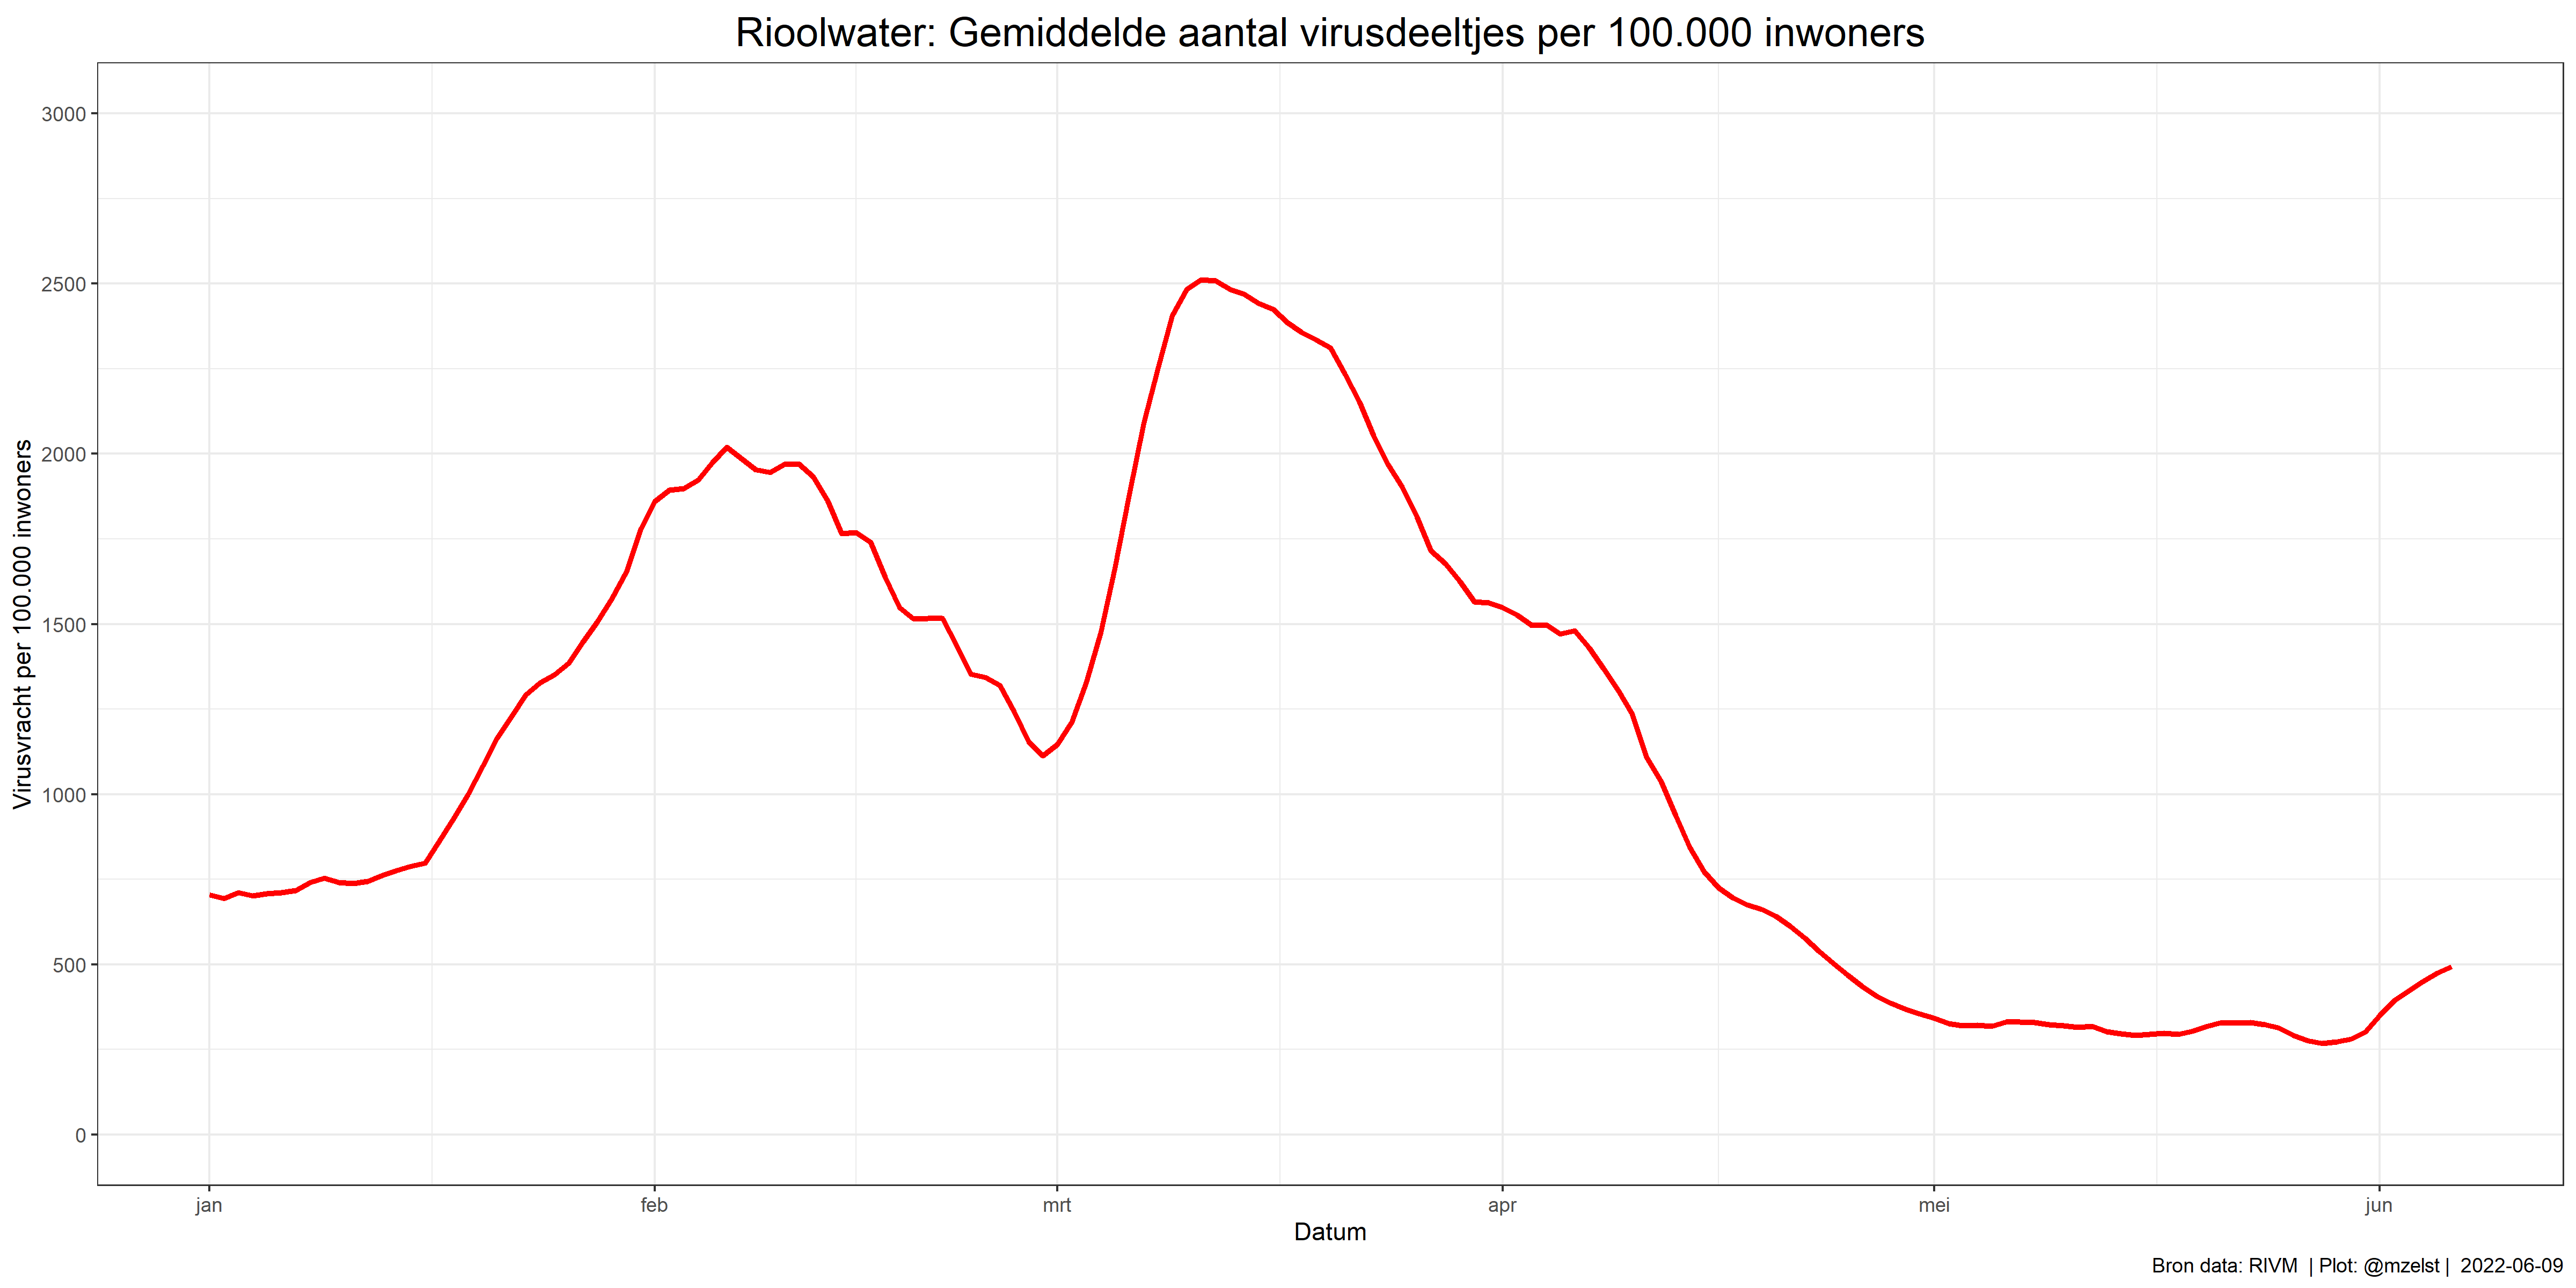 Rioolwater: Gemiddelde aantal virusdeeltjes per 100.000 inwoners
Virusvracht per 100.000 inwoners
3000
2500
2000
1500
1000
500
0
jan feb mrt apr mei jun
Datum
Bron data: RIVM | Plot: @mzelst | 2022-06-09